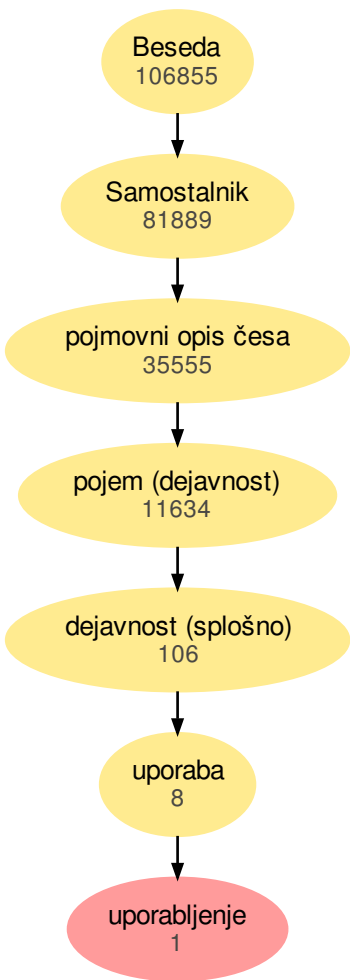 Beseda
106855
Samostalnik
81889
pojmovni opis česa
35555
pojem (dejavnost)
11634
dejavnost (splošno)
106
uporaba
8
uporabljenje
1